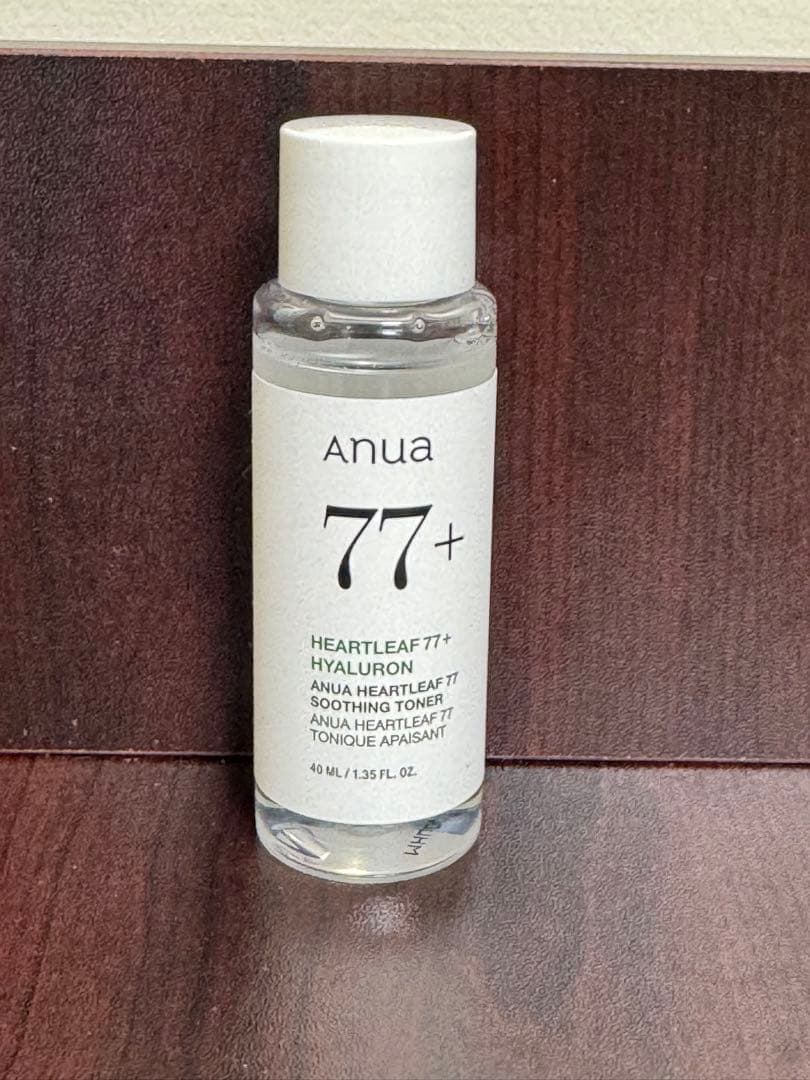 Anua
77+
HEARTLEAF 77+
HYALURON
ANUA HEARTLEAF 77
SOOTHING TONER
ANUA HEARTLEAF 77
TONIQUE APAISANT
40 ML / 1.35 FL. OZ.